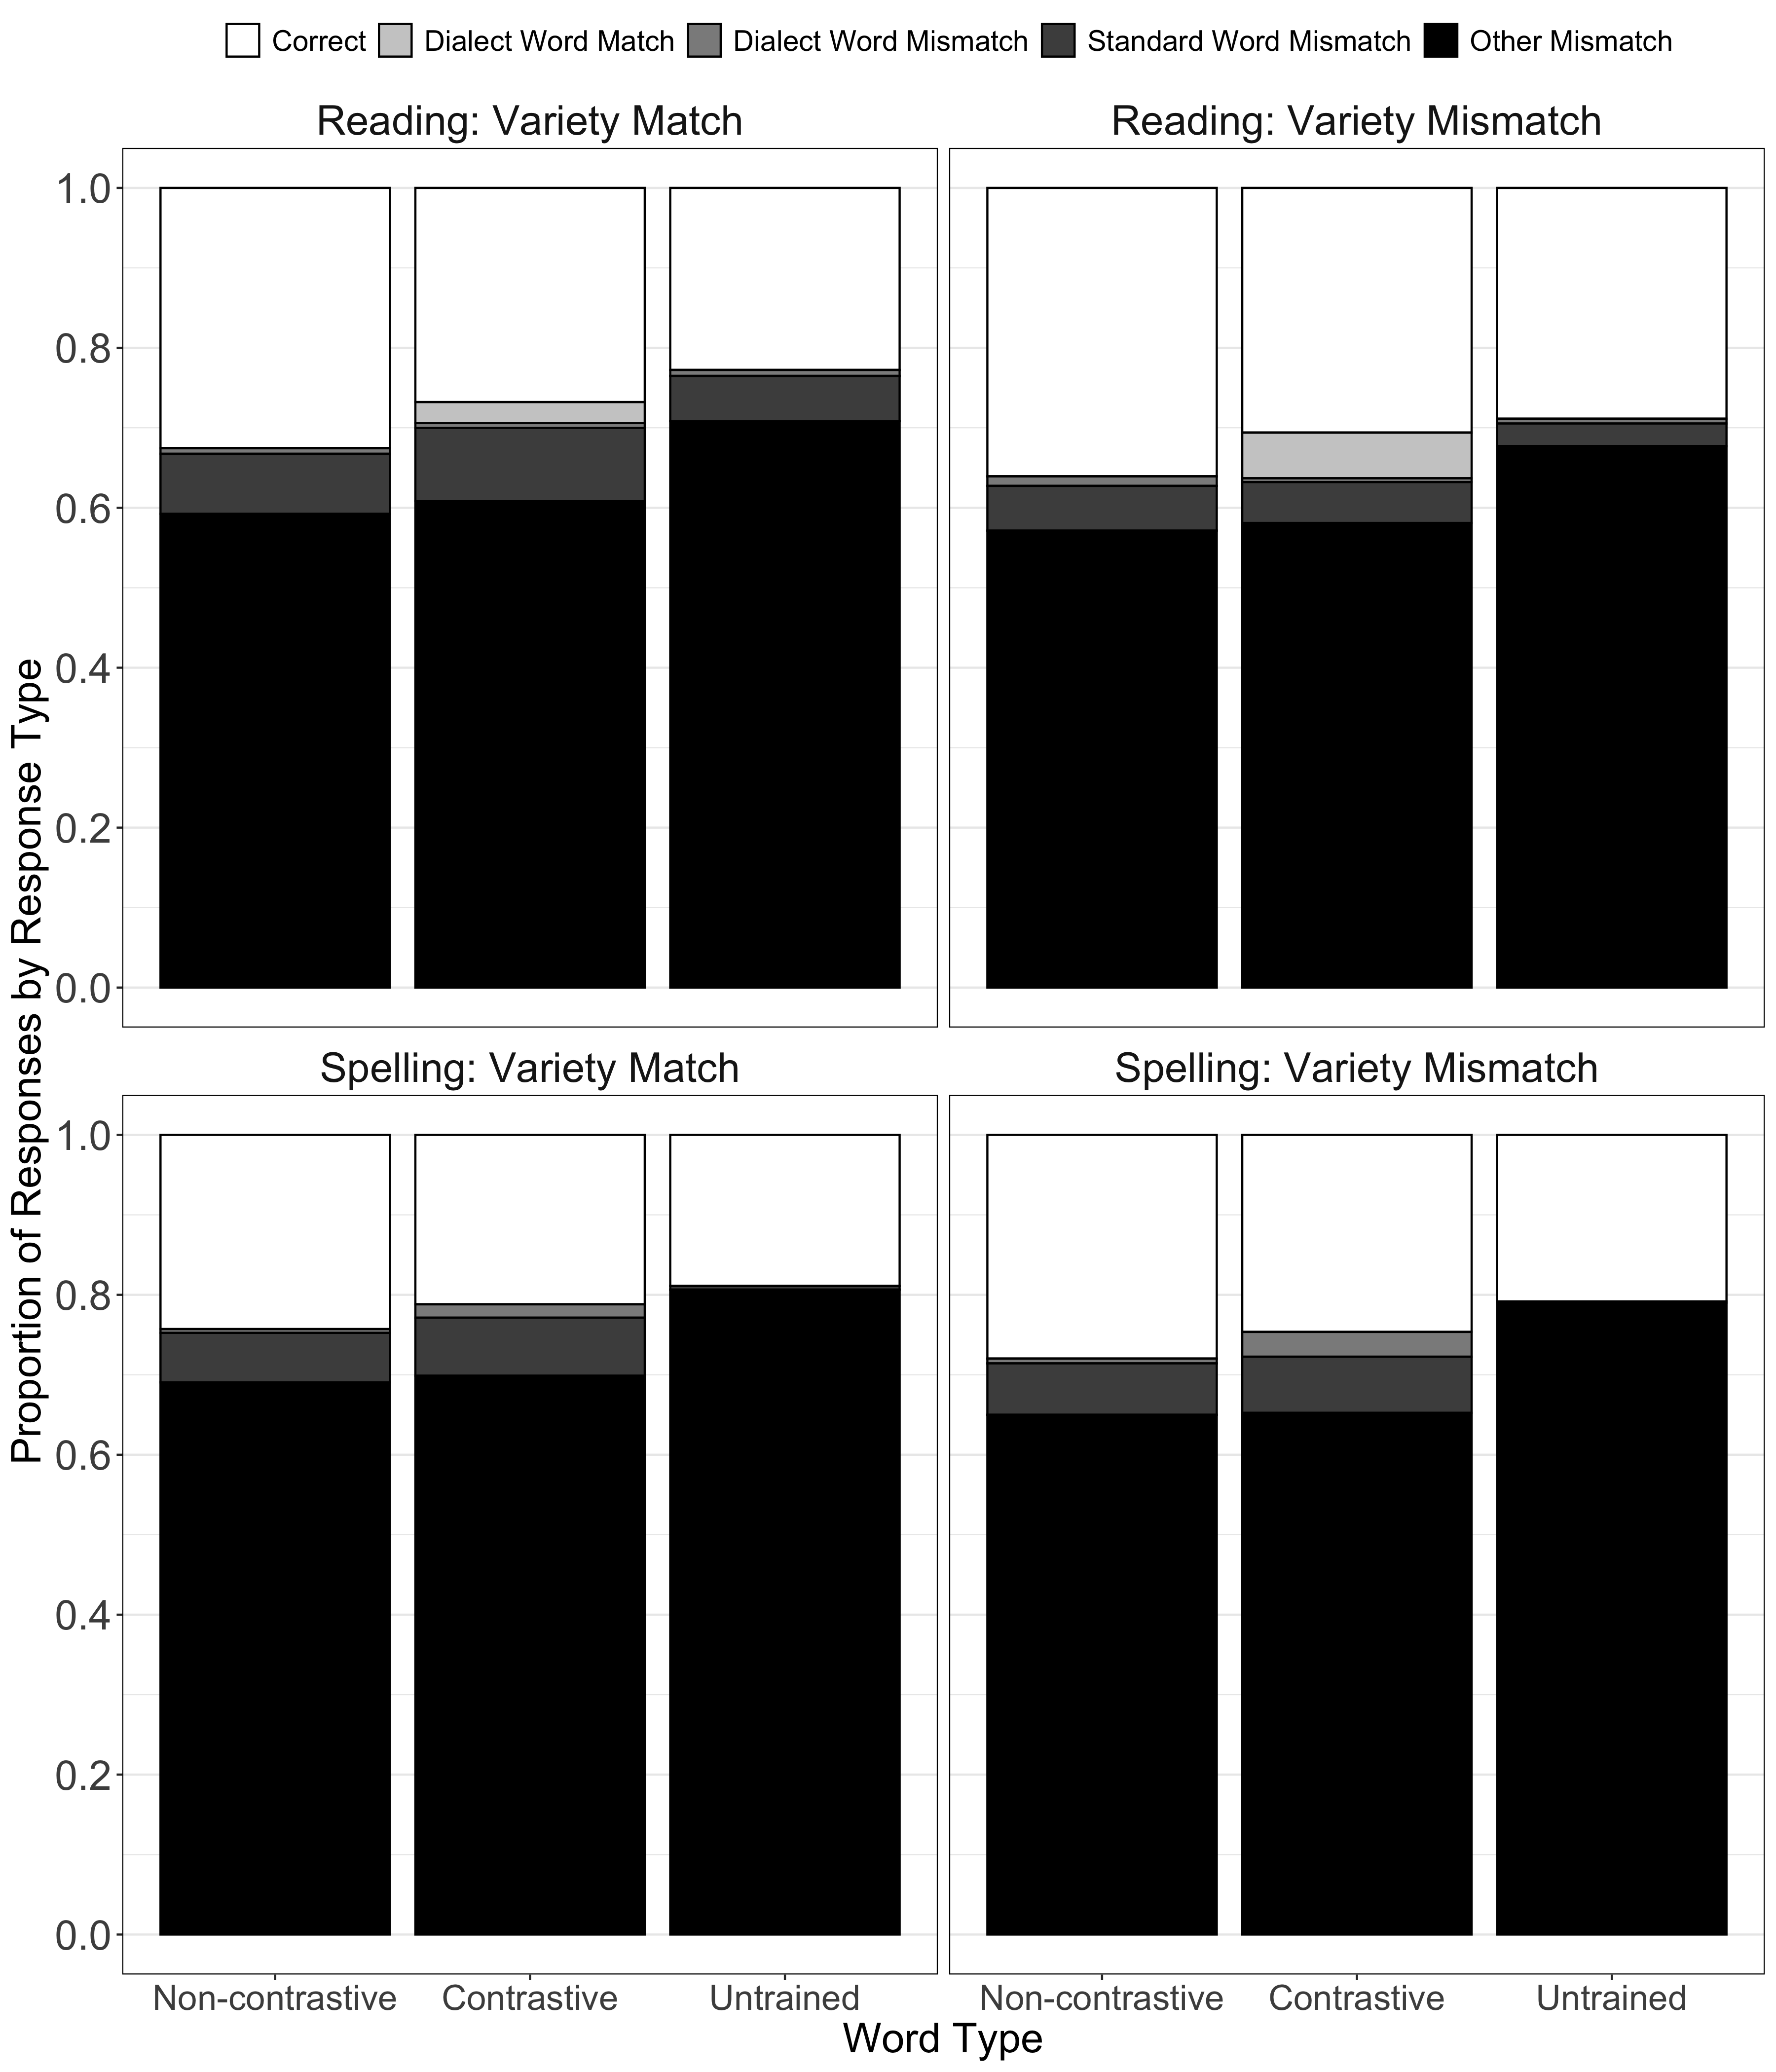 Correct Dialect Word Match Dialect Word Mismatch Standard Word Mismatch Other Mismatch
Reading: Variety Match
Reading: Variety Mismatch
1.0
0.8
0.6
0.4
0.2
0.0
Proportion of Responses by Response Type
Spelling: Variety Match
Spelling: Variety Mismatch
1.0
0.8
0.6
0.4
0.2
0.0
Non-contrastive Contrastive Untrained
Non-contrastive Contrastive Untrained
Word Type